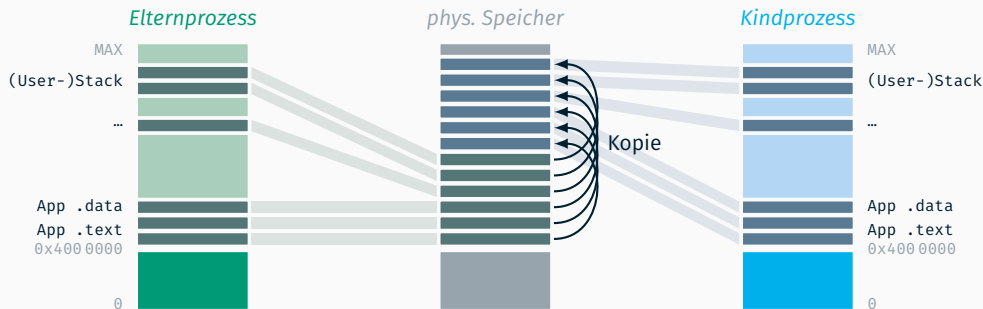 Elternprozess
phys. Speicher
Kindprozess
MAX
(User-)Stack
…
App .data
App .text
0x400 0000
0
Kopie
MAX
(User-)Stack
…
App .data
App .text
0x400 0000
0